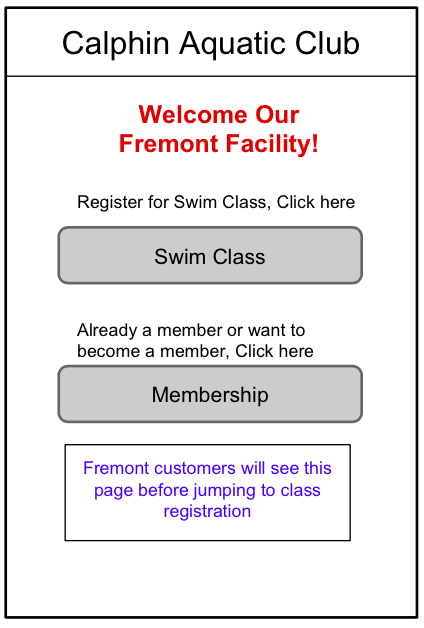 Calphin Aquatic Club
Welcome Our
Fremont Facility!
Register for Swim Class, Click here
Swim Class
Already a member or want to
become a member, Click here
Membership
Fremont customers will see this
page before jumping to class
registration